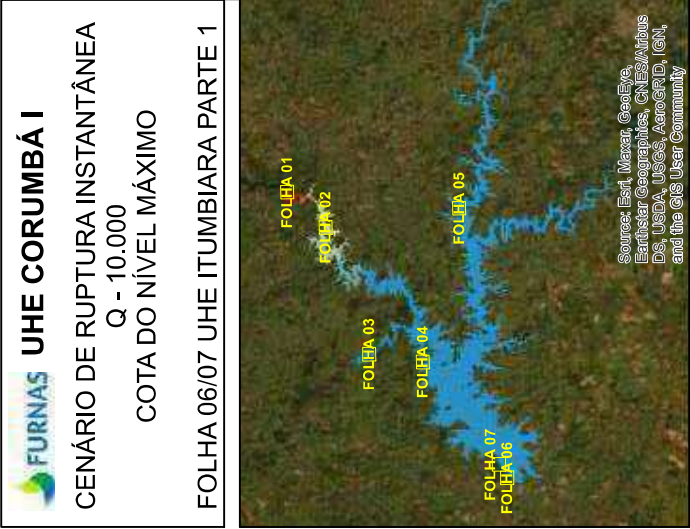 FURNAS UHE CORUMBÁ I
CENÁRIO DE RUPTURA INSTANTÂNEA
Q - 10.000
COTA DO NÍVEL MÁXIMO
FOLHA 06/07 UHE ITUMBIARA PARTE 1
FOLHA 01
FOLHA 02
FOLHA 03
FOLHA 04
FOLHA 05
FOLHA 07
FOLHA 06
Source: Esri, Maxar, GeoEye,
Earthstar Geographics, CNES/Airbus
DS, USDA, USGS, AeroGRID, IGN,
and the GIS User Community